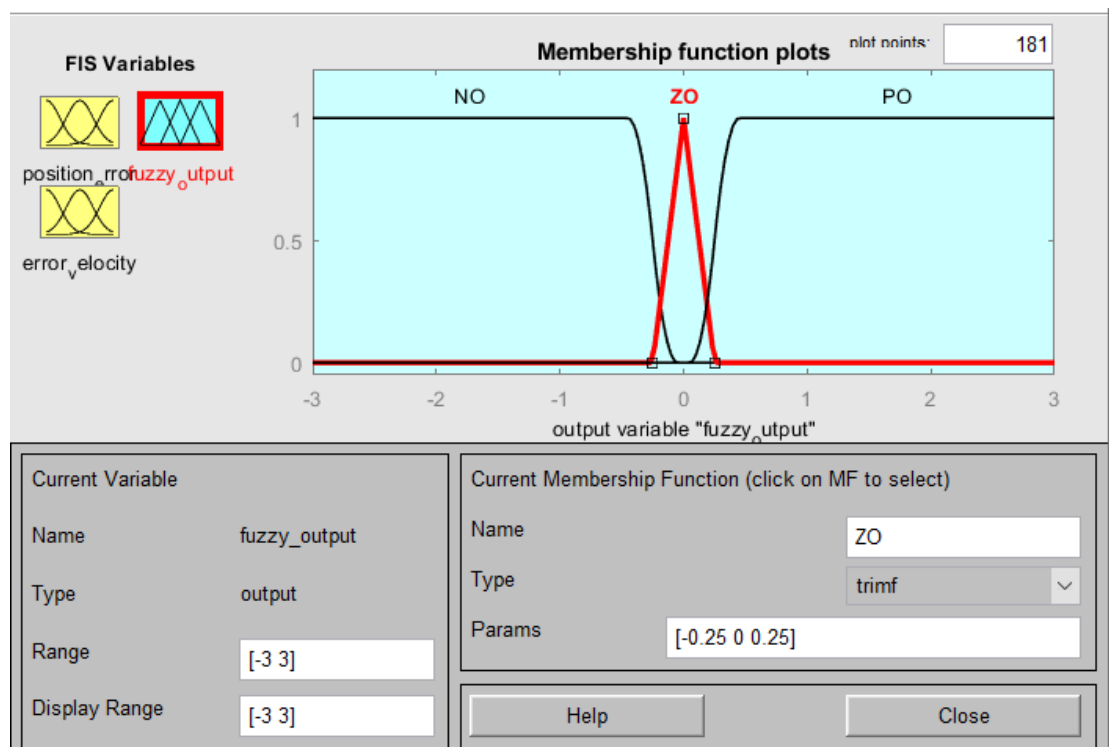 FIS Variables
position_error
fuzzy_output
error_velocity
Membership function plots
plot points:
181
NO
ZO
PO
1
0.5
0
-3
-2
-1
0
1
2
3
output variable "fuzzy_output"
Current Variable
Name
fuzzy_output
Type
output
Range
[-3 3]
Display Range
[-3 3]
Current Membership Function (click on MF to select)
Name
ZO
Type
trimf
Params
[-0.25 0 0.25]
Help
Close